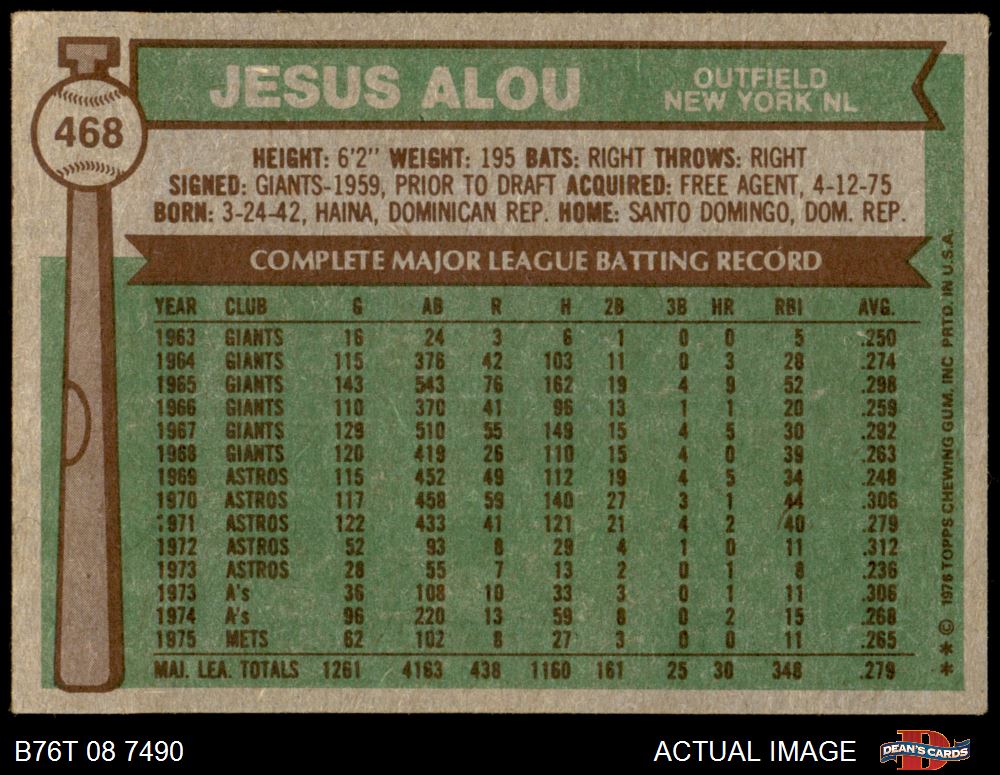 468
JESUS ALOU
OUTFIELD
NEW YORK NL
HEIGHT: 6'2" WEIGHT: 195 BATS: RIGHT THROWS: RIGHT
SIGNED: GIANTS-1959, PRIOR TO DRAFT ACQUIRED: FREE AGENT, 4-12-75
BORN: 3-24-42, HAINA, DOMINICAN REP. HOME: SANTO DOMINGO, DOM. REP.
COMPLETE MAJOR LEAGUE BATTING RECORD
YEAR CLUB G AB R H 2B 3B HR RBI AVG.
1963 GIANTS 16 24 3 6 1 0 0 5 .250
1964 GIANTS 115 376 42 103 11 0 3 28 .274
1965 GIANTS 143 543 76 162 19 4 9 52 .298
1966 GIANTS 110 370 41 96 13 1 1 20 .259
1967 GIANTS 129 510 55 149 15 4 5 30 .292
1968 GIANTS 120 419 26 110 15 4 0 39 .263
1969 ASTROS 115 452 49 112 19 4 5 34 .248
1970 ASTROS 117 458 59 140 27 3 1 44 .306
1971 ASTROS 122 433 41 121 21 4 2 40 .279
1972 ASTROS 52 93 8 29 4 1 0 11 .312
1973 ASTROS 28 55 7 13 2 0 1 8 .236
1973 A's 36 108 10 33 3 0 1 11 .306
1974 A's 96 220 13 59 8 0 2 15 .268
1975 METS 62 102 8 27 3 0 0 11 .265
MAJ. LEA. TOTALS 1261 4163 438 1160 161 25 30 348 .279
* * © 1976 TOPPS CHEWING GUM, INC PRTD. IN U.S.A.
B76T 08 7490
ACTUAL IMAGE
D
DEAN'S CARDS